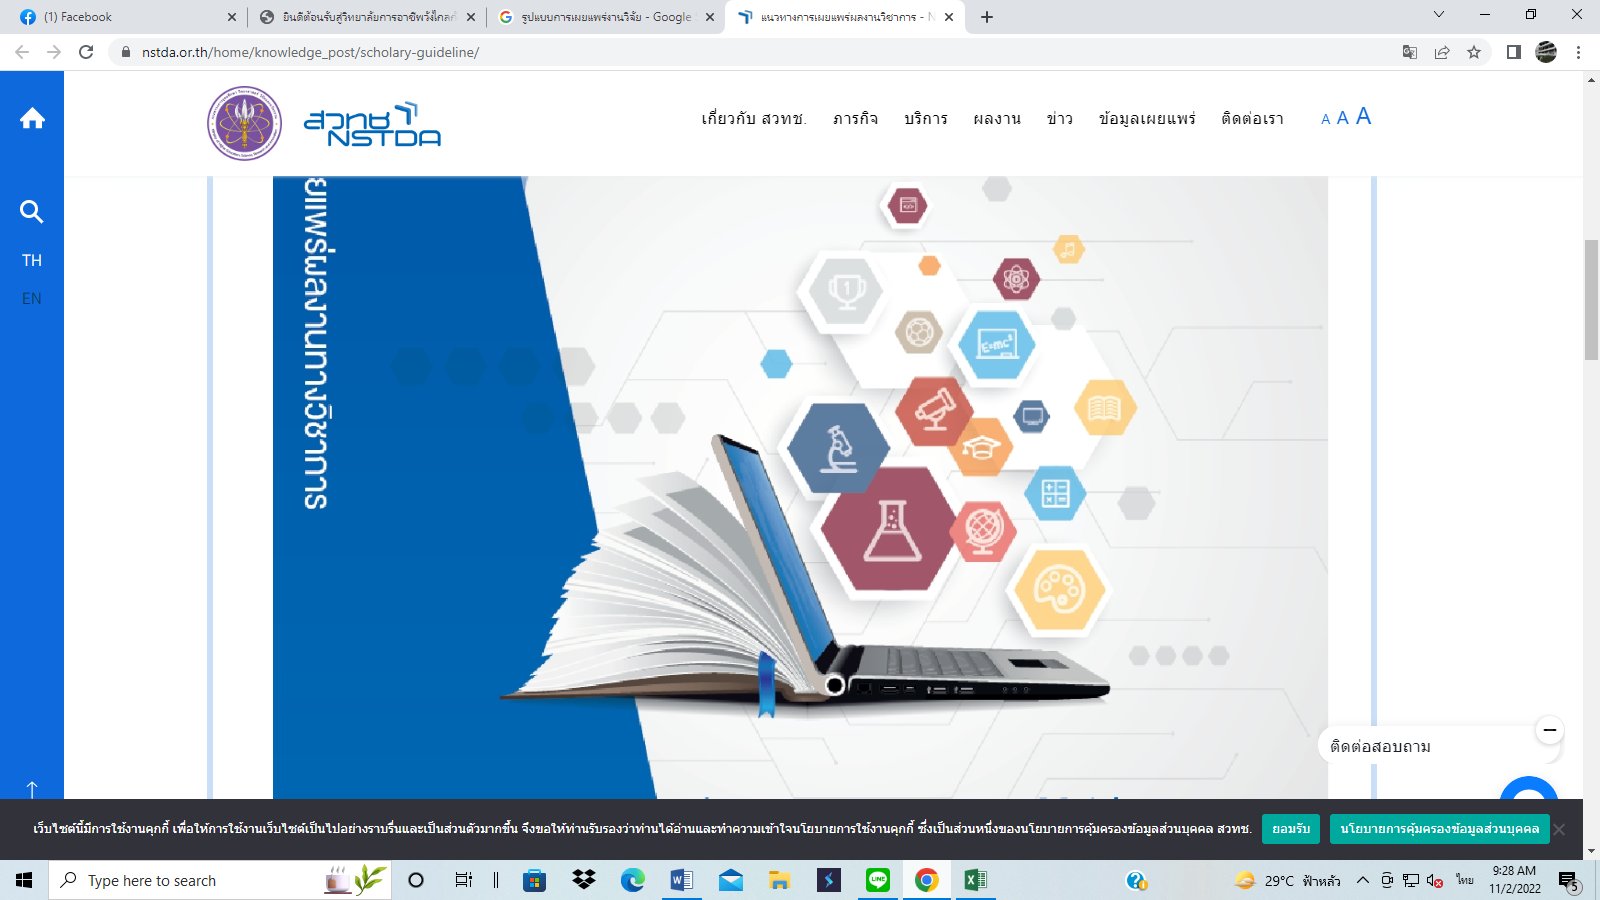 (1) Facebook
ยินดีต้อนรับสู่วิทยาลัยการอาชีพวังไกลกั
รูปแบบการเผยแพร่งานวิจัย - Google
แนวทางการเผยแพร่ผลงานวิชาการ - N
nstda.or.th/home/knowledge_post/scholary-guideline/
สวทช
NSTDA
เกี่ยวกับ สวทช.
ภารกิจ
บริการ
ผลงาน
ข่าว
ข้อมูลเผยแพร่
ติดต่อเรา
A A A
TH
EN
ยแพร่ผลงานทางวิชาการ
1
E=mc²
ติดต่อสอบถาม
เว็บไซต์นี้มีการใช้งานคุกกี้ เพื่อให้การใช้งานเว็บไซต์เป็นไปอย่างราบรื่นและเป็นส่วนตัวมากขึ้น จึงขอให้ท่านรับรองว่าท่านได้อ่านและทำความเข้าใจนโยบายการใช้งานคุกกี้ ซึ่งเป็นส่วนหนึ่งของนโยบายการคุ้มครองข้อมูลส่วนบุคคล สวทช.
ยอมรับ
นโยบายการคุ้มครองข้อมูลส่วนบุคคล
Type here to search
29°C ฟ้าหลัว
ไทย
9:28 AM
11/2/2022
5